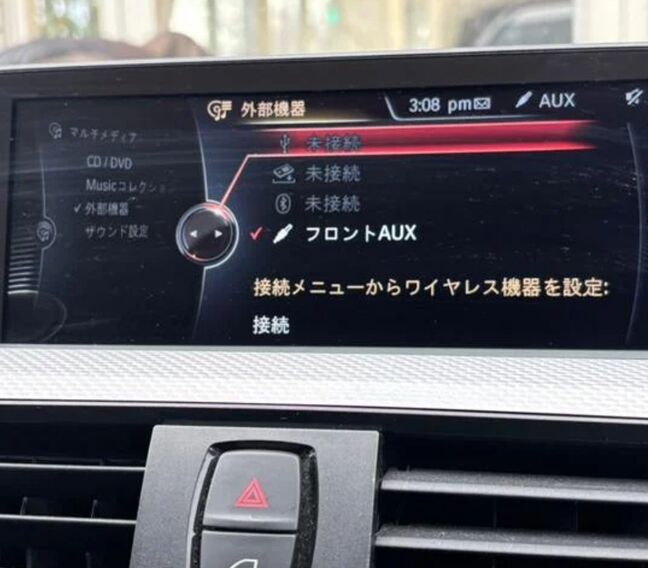 外部機器
3:08 pm
AUX
マルチメディア
CD / DVD
Musicコレクション
外部機器
サウンド設定
未接続
未接続
未接続
フロントAUX
接続メニューからワイヤレス機器を設定:
接続